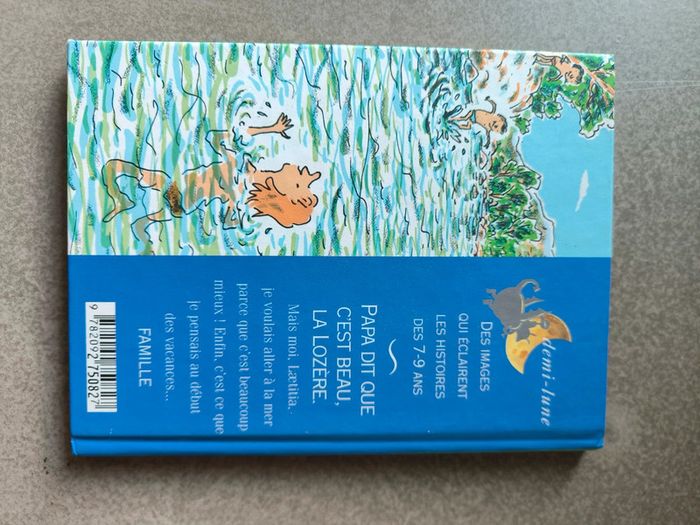 demi-lune
DES IMAGES
QUI ÉCLAIRENT
LES HISTOIRES
DES 7-9 ANS
PAPA DIT QUE
C'EST BEAU,
LA LOZÈRE.
Mais moi, Lætitia,
je voulais aller à la mer
parce que c'est beaucoup
mieux ! Enfin, c'est ce que
je pensais au début
des vacances...
FAMILLE
9 782092 750827